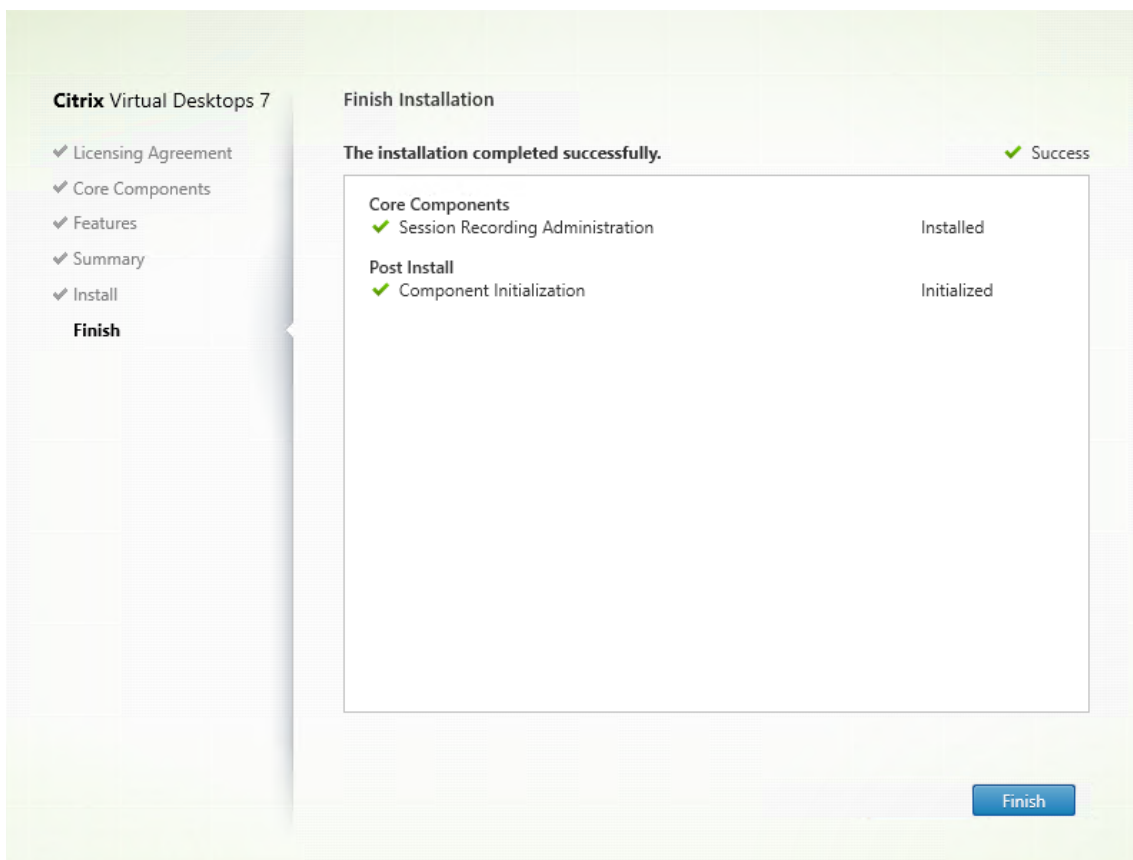 Citrix Virtual Desktops 7
Licensing Agreement
Core Components
Features
Summary
Install
Finish
Finish Installation
The installation completed successfully.
Success
Core Components
Session Recording Administration Installed
Post Install
Component Initialization Initialized
Finish